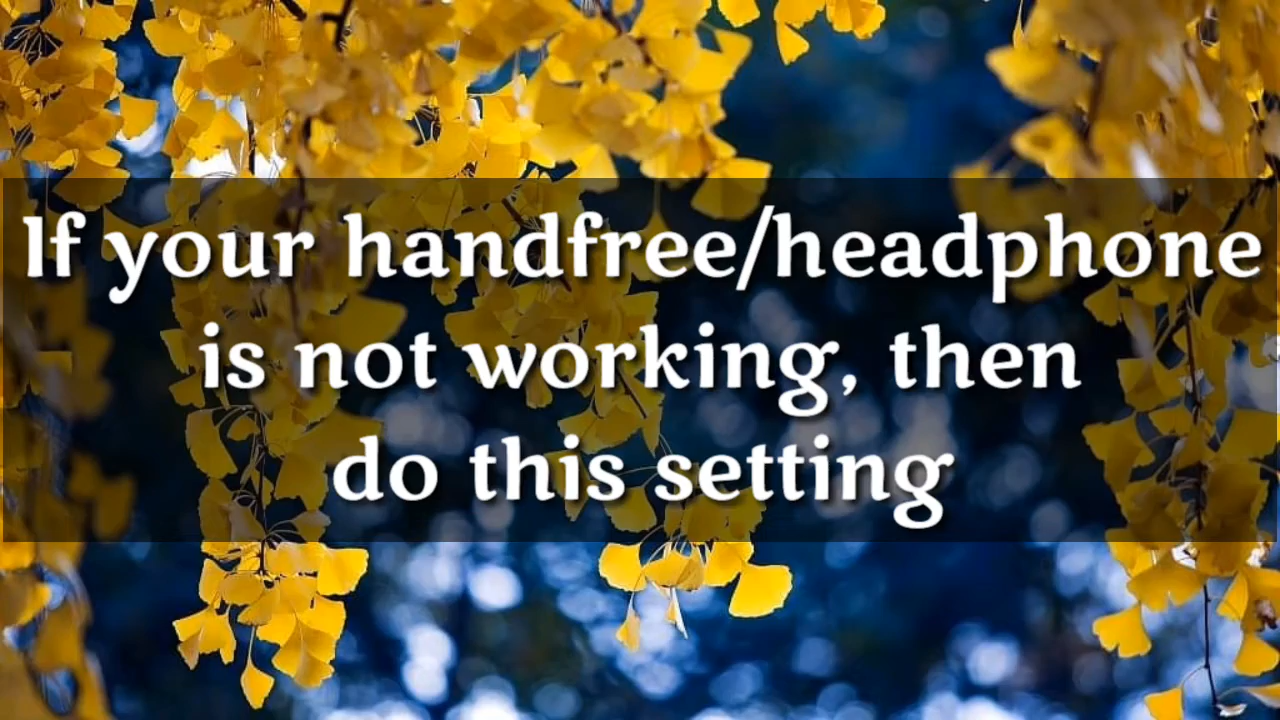 If your handfree/headphone
is not working, then
do this setting